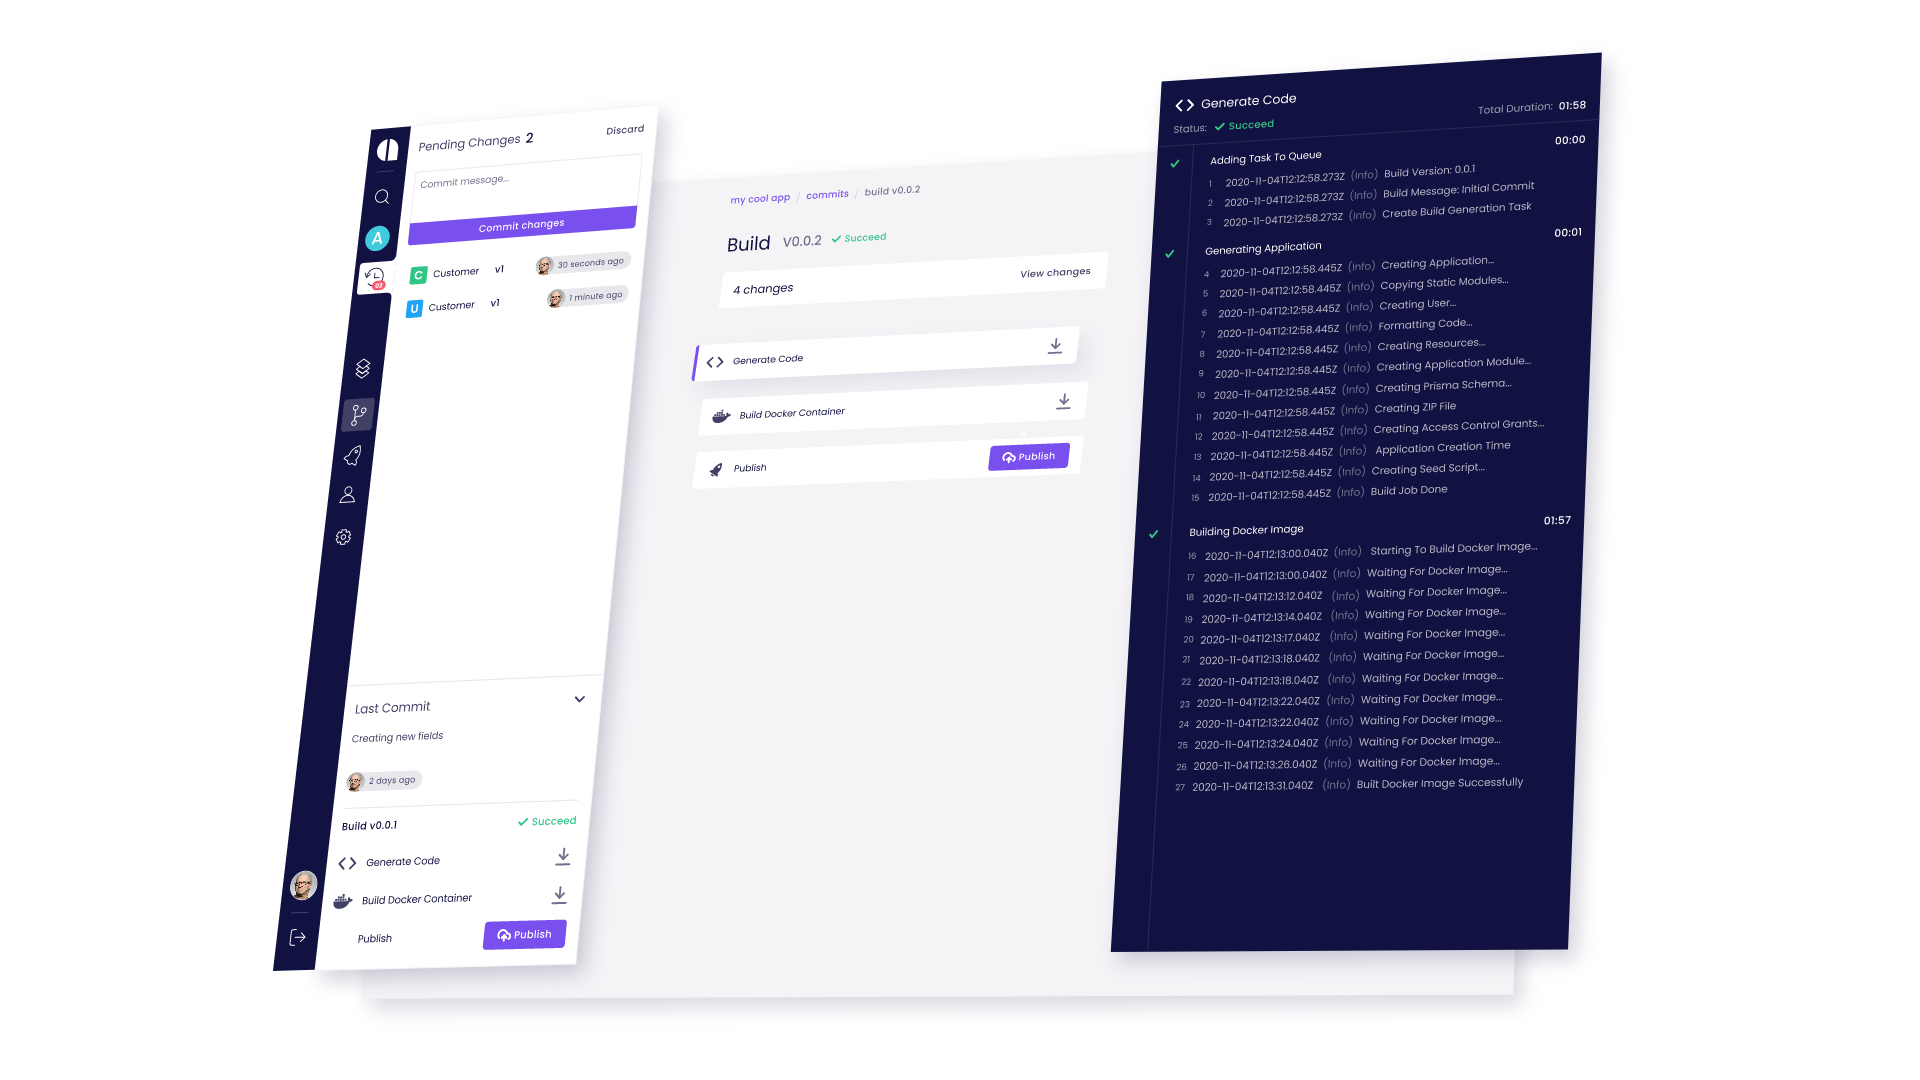 Pending Changes 2
Discard
Commit message...
Commit changes
A
02
C Customer v1 30 seconds ago
U Customer v1 1 minute ago
Last Commit
Creating new fields
2 days ago
Build v0.0.1 Succeed
Generate Code
Build Docker Container
Publish Publish
my cool app / commits / build v0.0.2
Build V0.0.2 Succeed
4 changes View changes
Generate Code
Build Docker Container
Publish Publish
Generate Code
Status: Succeed Total Duration: 01:58
Adding Task To Queue 00:00
1 2020-11-04T12:12:58.273Z (Info) Build Version: 0.0.1
2 2020-11-04T12:12:58.273Z (Info) Build Message: Initial Commit
3 2020-11-04T12:12:58.273Z (Info) Create Build Generation Task
Generating Application 00:01
4 2020-11-04T12:12:58.445Z (Info) Creating Application...
5 2020-11-04T12:12:58.445Z (Info) Copying Static Modules...
6 2020-11-04T12:12:58.445Z (Info) Creating User...
7 2020-11-04T12:12:58.445Z (Info) Formatting Code...
8 2020-11-04T12:12:58.445Z (Info) Creating Resources...
9 2020-11-04T12:12:58.445Z (Info) Creating Application Module...
10 2020-11-04T12:12:58.445Z (Info) Creating Prisma Schema...
11 2020-11-04T12:12:58.445Z (Info) Creating ZIP File
12 2020-11-04T12:12:58.445Z (Info) Creating Access Control Grants...
13 2020-11-04T12:12:58.445Z (Info) Application Creation Time
14 2020-11-04T12:12:58.445Z (Info) Creating Seed Script...
15 2020-11-04T12:12:58.445Z (Info) Build Job Done
Building Docker Image 01:57
16 2020-11-04T12:13:00.040Z (Info) Starting To Build Docker Image...
17 2020-11-04T12:13:00.040Z (Info) Waiting For Docker Image...
18 2020-11-04T12:13:12.040Z (Info) Waiting For Docker Image...
19 2020-11-04T12:13:14.040Z (Info) Waiting For Docker Image...
20 2020-11-04T12:13:17.040Z (Info) Waiting For Docker Image...
21 2020-11-04T12:13:18.040Z (Info) Waiting For Docker Image...
22 2020-11-04T12:13:18.040Z (Info) Waiting For Docker Image...
23 2020-11-04T12:13:22.040Z (Info) Waiting For Docker Image...
24 2020-11-04T12:13:22.040Z (Info) Waiting For Docker Image...
25 2020-11-04T12:13:24.040Z (Info) Waiting For Docker Image...
26 2020-11-04T12:13:26.040Z (Info) Waiting For Docker Image...
27 2020-11-04T12:13:31.040Z (Info) Built Docker Image Successfully